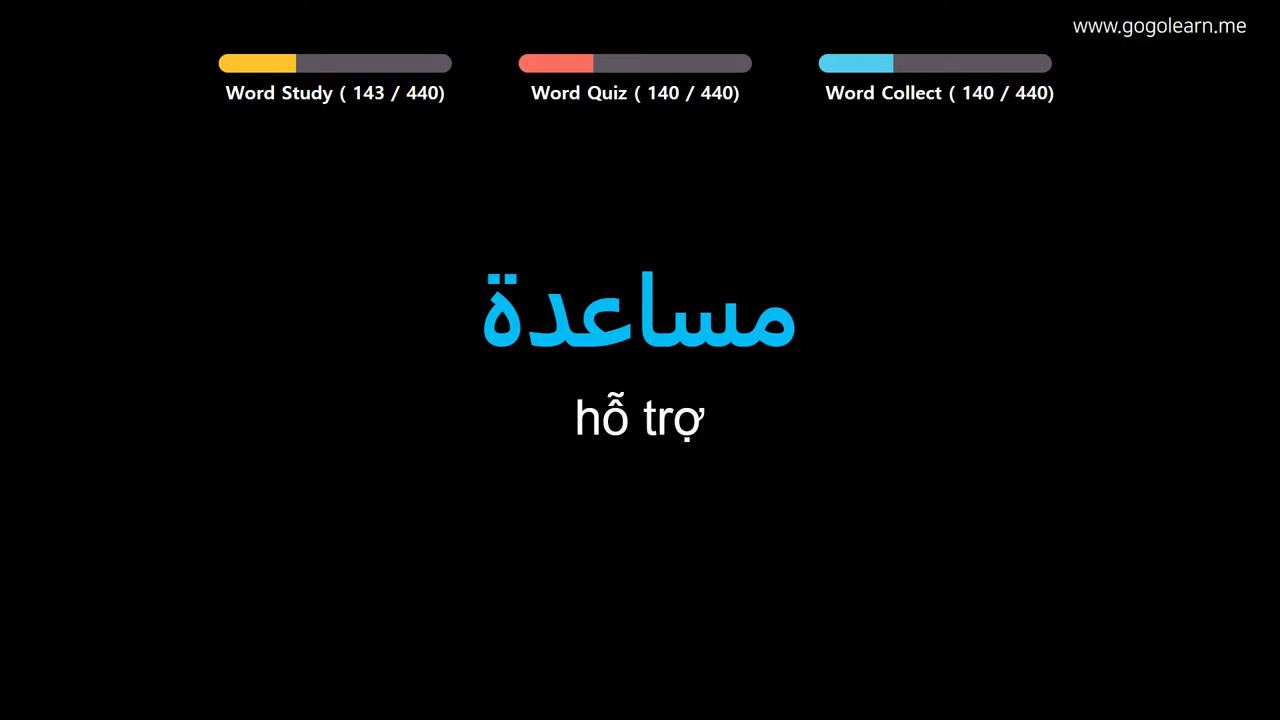 www.gogolearn.me
Word Study ( 143 / 440)
Word Quiz ( 140 / 440)
Word Collect ( 140 / 440)
مساعدة
hỗ trợ